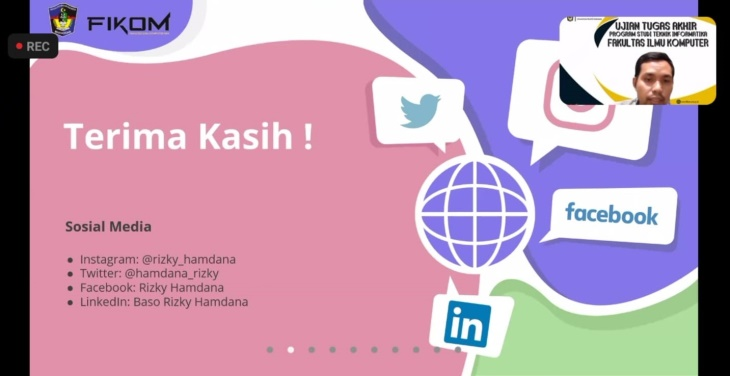 FIKOM
REC
UJIAN TUGAS AKHIR
PROGRAM STUDI TEKNIK INFORMATIKA
FAKULTAS ILMU KOMPUTER
Terima Kasih !
facebook
Sosial Media
Instagram: @rizky_hamdana
Twitter: @hamdana_rizky
Facebook: Rizky Hamdana
LinkedIn: Baso Rizky Hamdana
in